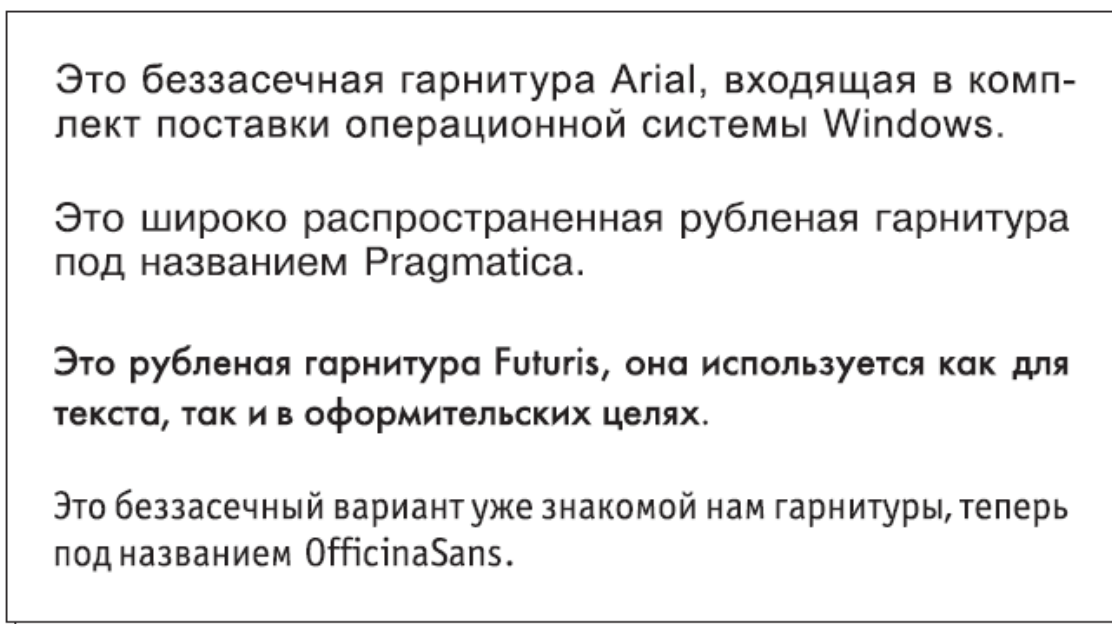 Это беззасечная гарнитура Arial, входящая в комп-
лект поставки операционной системы Windows.
Это широко распространенная рубленая гарнитура
под названием Pragmatica.
Это рубленая гарнитура Futuris, она используется как для
текста, так и в оформительских целях.
Это беззасечный вариант уже знакомой нам гарнитуры, теперь
под названием OfficinaSans.